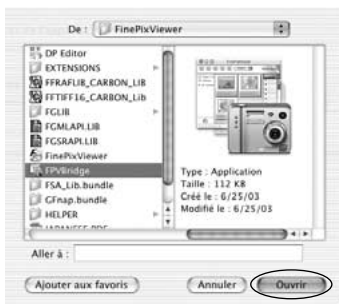 De : FinePixViewer
DP Editor
EXTENSIONS
FFRAFLIB_CARBON_LIB
FFTIFF16_CARBON_Lib
FGLIB
FGMLAPI.LIB
FGSRAPI.LIB
FinePixViewer
FPVBridge
FSA_Lib.bundle
GFnap.bundle
HELPER
JAPANESE.PDF
Type : Application
Taille : 112 KB
Créé le : 6/25/03
Modifié le : 6/25/03
Aller à :
Ajouter aux favoris
Annuler
Ouvrir